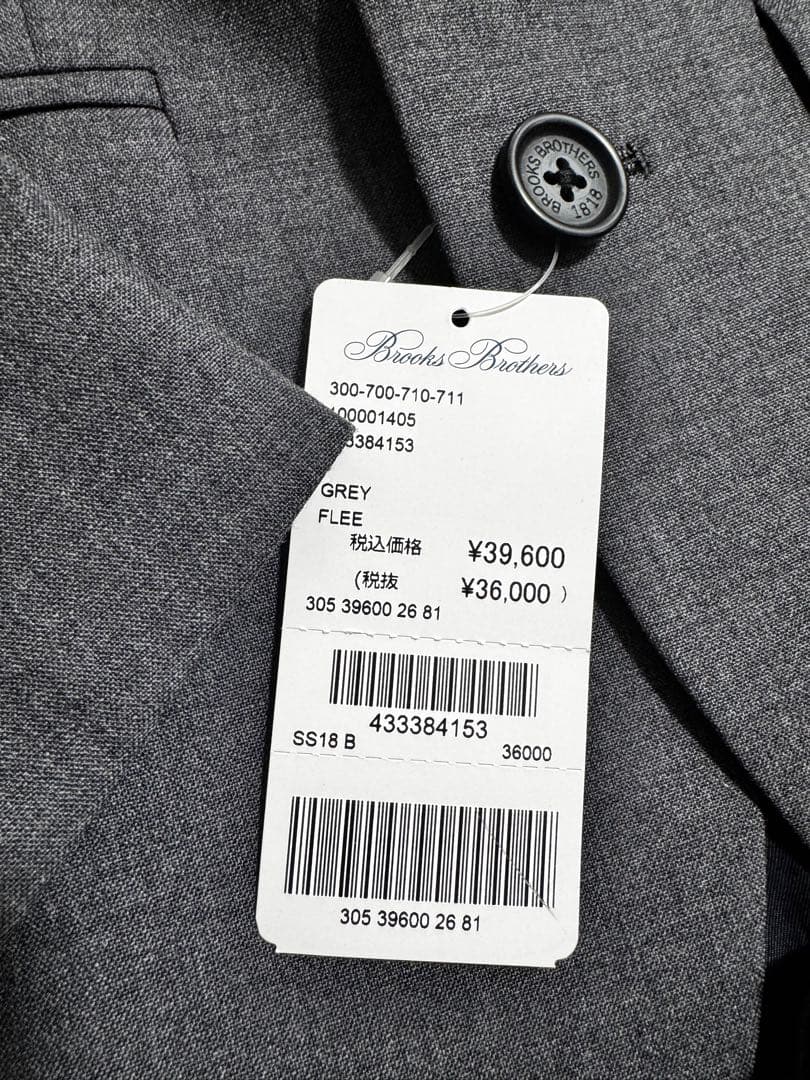 BROOKS BROTHERS
1818
Brooks Brothers
300-700-710-711
00001405
3384153
GREY
FLEE
税込価格 ¥39,600
(税抜 ¥36,000 )
305 39600 26 81
433384153
SS18 B 36000
305 39600 26 81